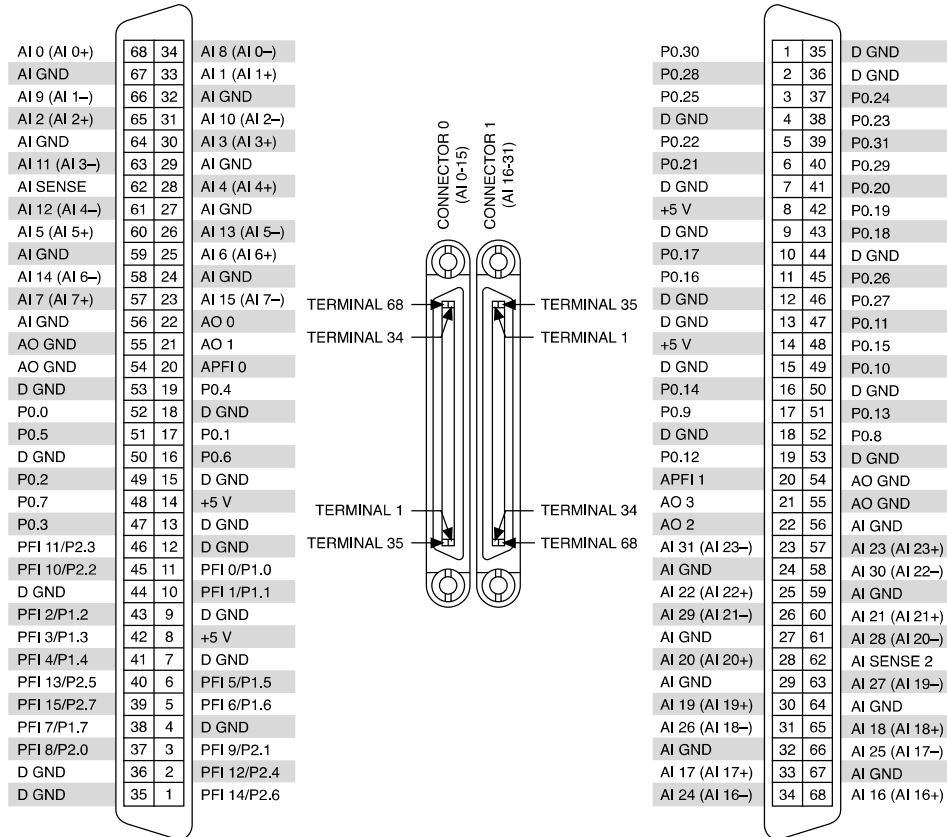 AI 0 (AI 0+) 68 34 AI 8 (AI 0–)
AI GND 67 33 AI 1 (AI 1+)
AI 9 (AI 1–) 66 32 AI GND
AI 2 (AI 2+) 65 31 AI 10 (AI 2–)
AI GND 64 30 AI 3 (AI 3+)
AI 11 (AI 3–) 63 29 AI GND
AI SENSE 62 28 AI 4 (AI 4+)
AI 12 (AI 4–) 61 27 AI GND
AI 5 (AI 5+) 60 26 AI 13 (AI 5–)
AI GND 59 25 AI 6 (AI 6+)
AI 14 (AI 6–) 58 24 AI GND
AI 7 (AI 7+) 57 23 AI 15 (AI 7–)
AI GND 56 22 AO 0
AO GND 55 21 AO 1
AO GND 54 20 APFI 0
D GND 53 19 P0.4
P0.0 52 18 D GND
P0.5 51 17 P0.1
D GND 50 16 P0.6
P0.2 49 15 D GND
P0.7 48 14 +5 V
P0.3 47 13 D GND
PFI 11/P2.3 46 12 D GND
PFI 10/P2.2 45 11 PFI 0/P1.0
D GND 44 10 PFI 1/P1.1
PFI 2/P1.2 43 9 D GND
PFI 3/P1.3 42 8 +5 V
PFI 4/P1.4 41 7 D GND
PFI 13/P2.5 40 6 PFI 5/P1.5
PFI 15/P2.7 39 5 PFI 6/P1.6
PFI 7/P1.7 38 4 D GND
PFI 8/P2.0 37 3 PFI 9/P2.1
D GND 36 2 PFI 12/P2.4
D GND 35 1 PFI 14/P2.6
CONNECTOR 0
(AI 0-15)
CONNECTOR 1
(AI 16-31)
TERMINAL 68
TERMINAL 34
TERMINAL 35
TERMINAL 1
TERMINAL 1
TERMINAL 35
TERMINAL 34
TERMINAL 68
P0.30 1 35 D GND
P0.28 2 36 D GND
P0.25 3 37 P0.24
D GND 4 38 P0.23
P0.22 5 39 P0.31
P0.21 6 40 P0.29
D GND 7 41 P0.20
+5 V 8 42 P0.19
D GND 9 43 P0.18
P0.17 10 44 D GND
P0.16 11 45 P0.26
D GND 12 46 P0.27
D GND 13 47 P0.11
+5 V 14 48 P0.15
D GND 15 49 P0.10
P0.14 16 50 D GND
P0.9 17 51 P0.13
D GND 18 52 P0.8
P0.12 19 53 D GND
APFI 1 20 54 AO GND
AO 3 21 55 AO GND
AO 2 22 56 AI GND
AI 31 (AI 23–) 23 57 AI 23 (AI 23+)
AI GND 24 58 AI 30 (AI 22–)
AI 22 (AI 22+) 25 59 AI GND
AI 29 (AI 21–) 26 60 AI 21 (AI 21+)
AI GND 27 61 AI 28 (AI 20–)
AI 20 (AI 20+) 28 62 AI SENSE 2
AI GND 29 63 AI 27 (AI 19–)
AI 19 (AI 19+) 30 64 AI GND
AI 26 (AI 18–) 31 65 AI 18 (AI 18+)
AI GND 32 66 AI 25 (AI 17–)
AI 17 (AI 17+) 33 67 AI GND
AI 24 (AI 16–) 34 68 AI 16 (AI 16+)